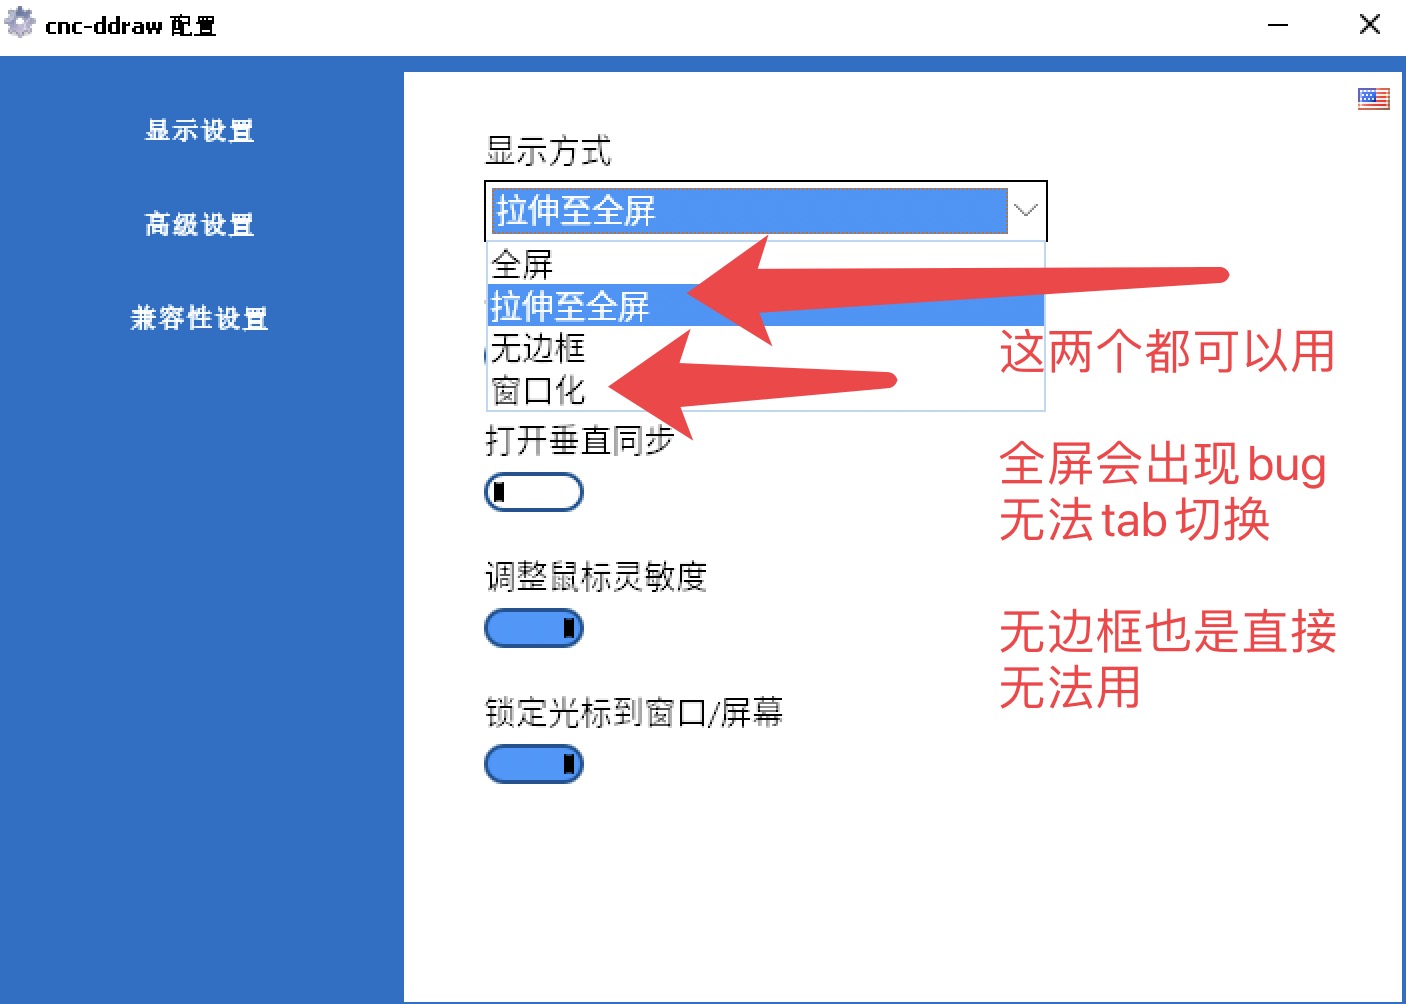 cnc-ddraw 配置
显示设置
高级设置
兼容性设置
显示方式
拉伸至全屏
全屏
拉伸至全屏
无边框
窗口化
打开垂直同步
调整鼠标灵敏度
锁定光标到窗口/屏幕
这两个都可以用
全屏会出现bug
无法tab切换
无边框也是直接
无法用